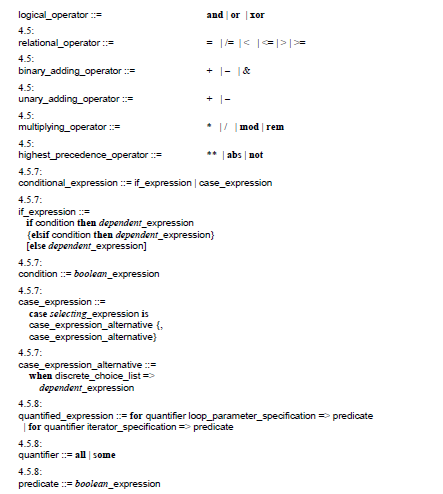 logical_operator ::= and | or | xor
4.5:
relational_operator ::= = | /= | < | <= | > | >=
4.5:
binary_adding_operator ::= + | – | &
4.5:
unary_adding_operator ::= + | –
4.5:
multiplying_operator ::= * | / | mod | rem
4.5:
highest_precedence_operator ::= ** | abs | not
4.5.7:
conditional_expression ::= if_expression | case_expression
4.5.7:
if_expression ::=
if condition then dependent_expression
{elsif condition then dependent_expression}
[else dependent_expression]
4.5.7:
condition ::= boolean_expression
4.5.7:
case_expression ::=
case selecting_expression is
case_expression_alternative {,
case_expression_alternative}
4.5.7:
case_expression_alternative ::=
when discrete_choice_list =>
dependent_expression
4.5.8:
quantified_expression ::= for quantifier loop_parameter_specification => predicate
| for quantifier iterator_specification => predicate
4.5.8:
quantifier ::= all | some
4.5.8:
predicate ::= boolean_expression